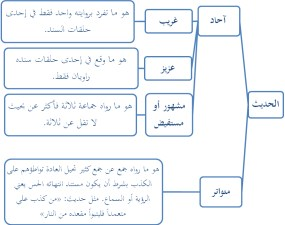 الحديث
آحاد
غريب
هو ما تفرد بروايته واحد فقط في إحدى
حلقات السند.
عزيز
هو ما وقع في إحدى حلقات سنده
راويان فقط.
مشهور أو
مستفيض
هو ما رواه جماعة ثلاثة فأكثر عن بحيث
لا تقل عن ثلاثة.
متواتر
هو ما رواه جمع عن جمع كثير تحيل العادة تواطؤهم على
الكذب بشرط أن يكون مستند انتهائه الحس يعني
الرؤية أو السماع. مثل حديث: «من كذب علي
متعمداً فليتبوأ مقعده من النار»